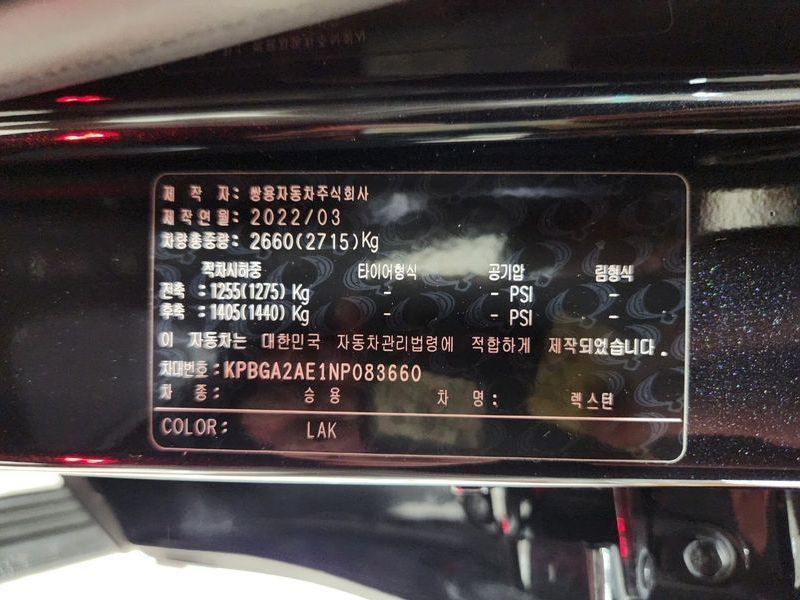 제 작 자: 쌍용자동차주식회사
제작연월: 2022/03
차량총중량: 2660(2715)Kg
적차시하중 타이어형식 공기압 림형식
전축 : 1255(1275) Kg - - PSI -
후축 : 1405(1440) Kg - - PSI -
이 자동차는 대한민국 자동차관리법령에 적합하게 제작되었습니다.
차대번호: KPBGA2AE1NP083660
차 종: 승 용 차 명: 렉스턴
COLOR: LAK